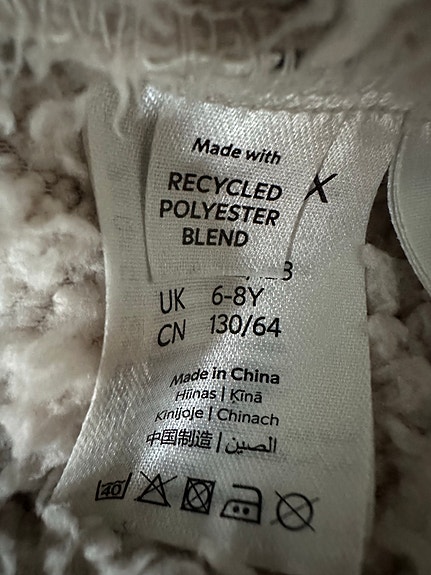 Made with
RECYCLED
POLYESTER
BLEND
UK 6-8Y
CN 130/64
Made in China
Hiinas | Ķīnā
Kinijoje | Chinach
中国制造 | الصين
40